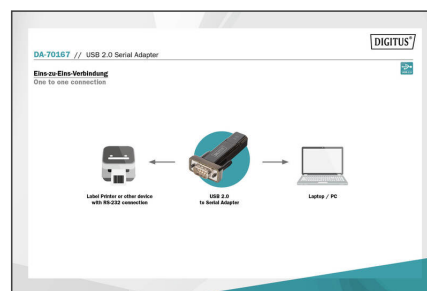 DIGITUS®
DA-70167 // USB 2.0 Serial Adapter
Eins-zu-Eins-Verbindung
One to one connection
Label Printer or other device
with RS-232 connection
USB 2.0
to Serial Adapter
Laptop / PC